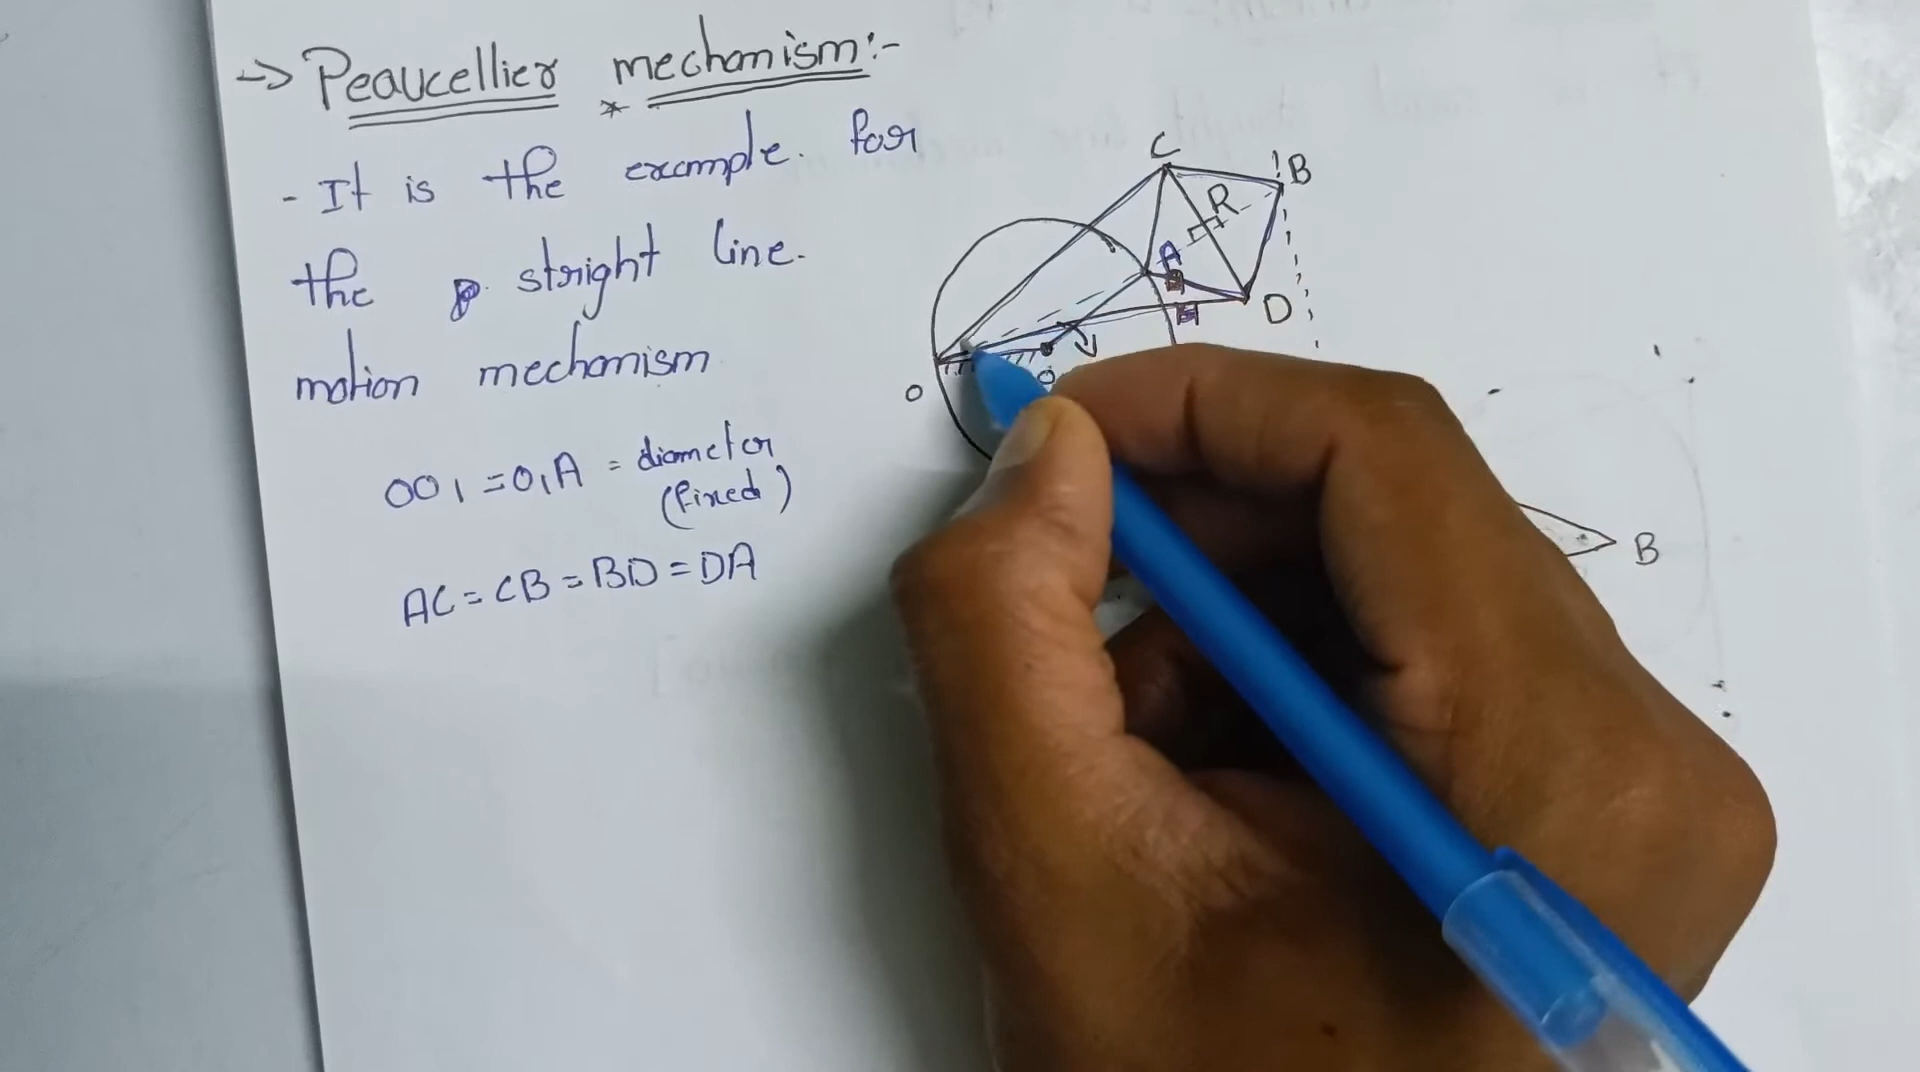 -> Peaucellier mechanism:-
- It is the example. for
the stright line.
motion mechanism
OO1 = O1A = diameter
(fixed)
AC = CB = BD = DA
C
B
R
A
D
O
O
B